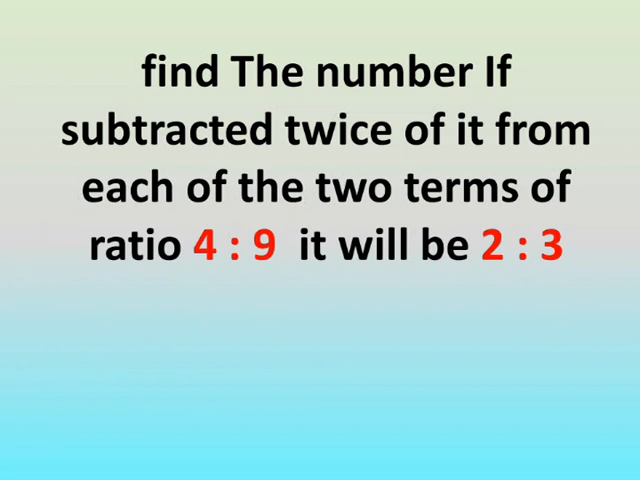 find The number If
subtracted twice of it from
each of the two terms of
ratio 4 : 9 it will be 2 : 3